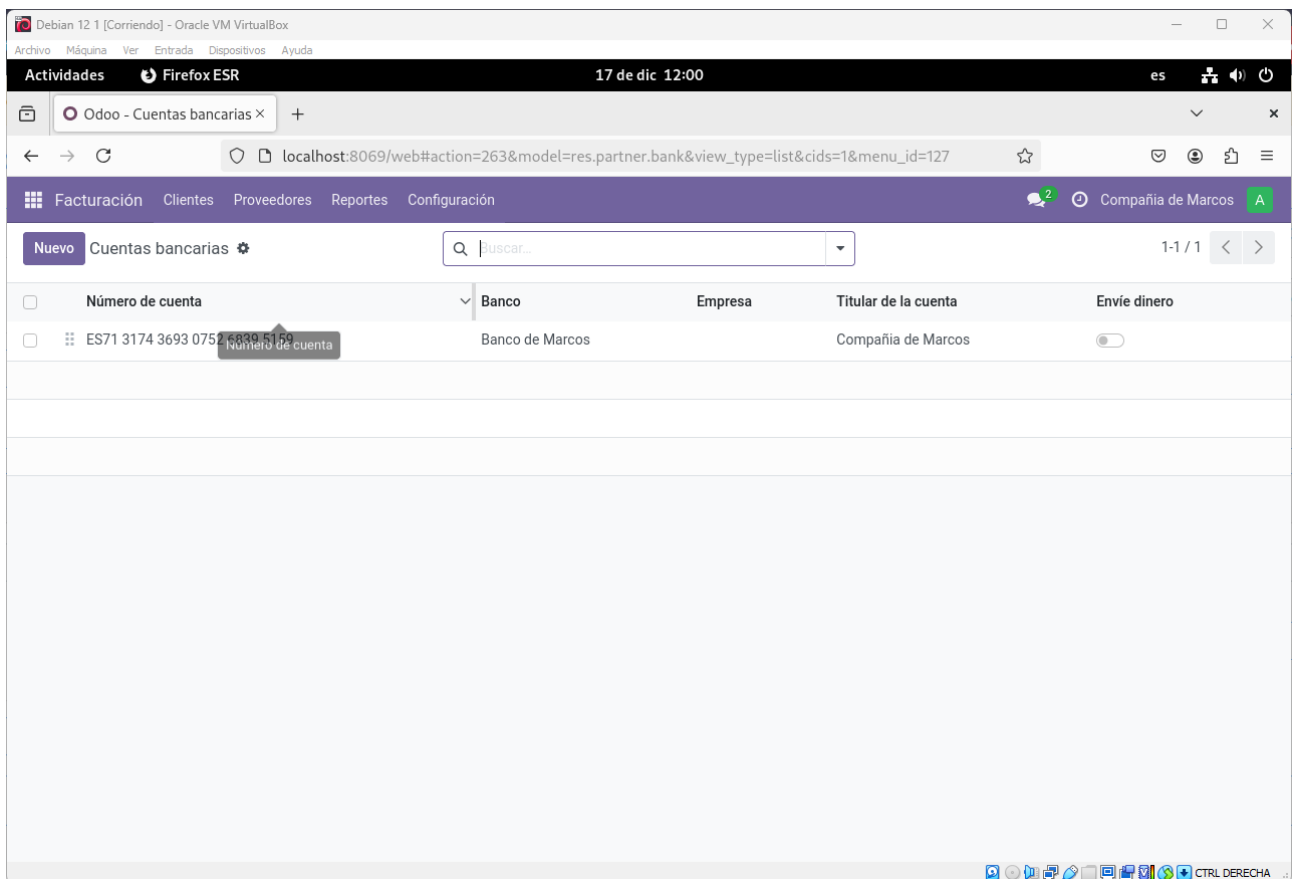 Debian 12 1 [Corriendo] - Oracle VM VirtualBox
Archivo Máquina Ver Entrada Dispositivos Ayuda
Actividades Firefox ESR 17 de dic 12:00 es
Odoo - Cuentas bancarias
localhost:8069/web#action=263&model=res.partner.bank&view_type=list&cids=1&menu_id=127
Facturación Clientes Proveedores Reportes Configuración 2 Compañia de Marcos A
Nuevo Cuentas bancarias Buscar... 1-1 / 1
Número de cuenta Banco Empresa Titular de la cuenta Envíe dinero
ES71 3174 3693 0752 6839 5159 Banco de Marcos Compañia de Marcos
Número de cuenta
CTRL DERECHA